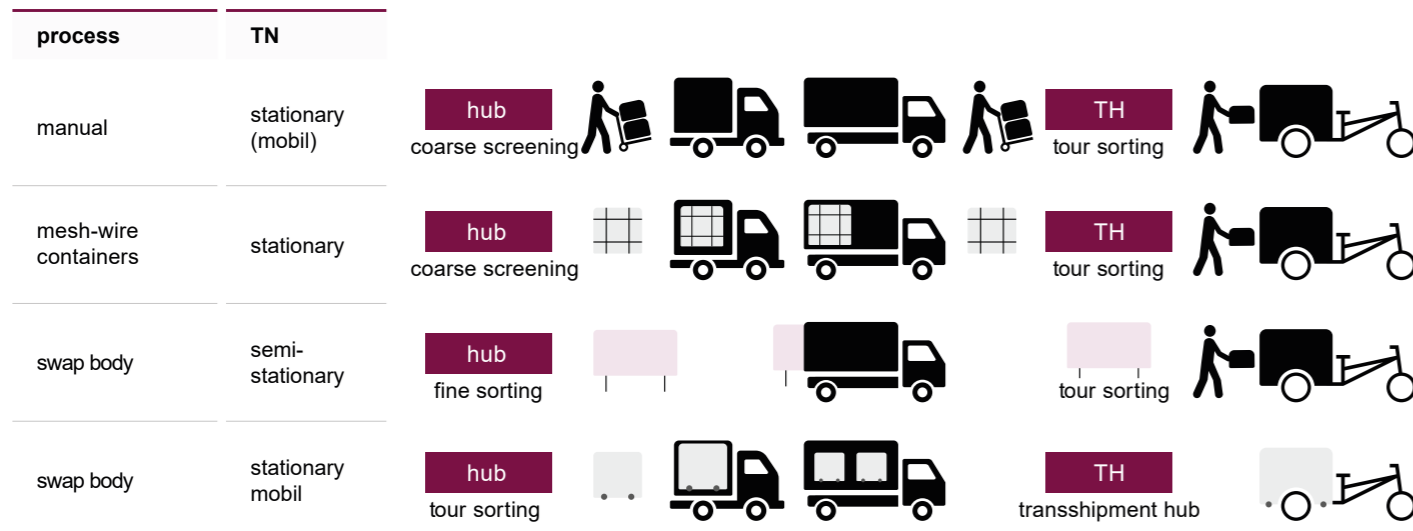 process TN
manual stationary (mobil) hub coarse screening TH tour sorting
mesh-wire containers stationary hub coarse screening TH tour sorting
swap body semi-stationary hub fine sorting tour sorting
swap body stationary mobil hub tour sorting TH transshipment hub